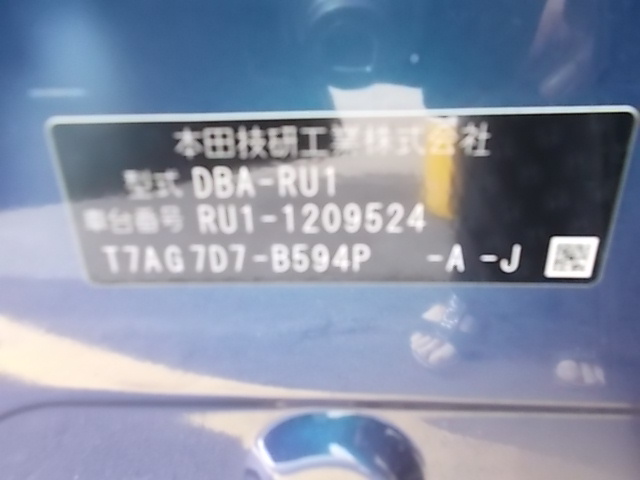 本田技研工業株式会社
型式 DBA-RU1
車台番号 RU1-1209524
T7AG7D7-B594P -A -J